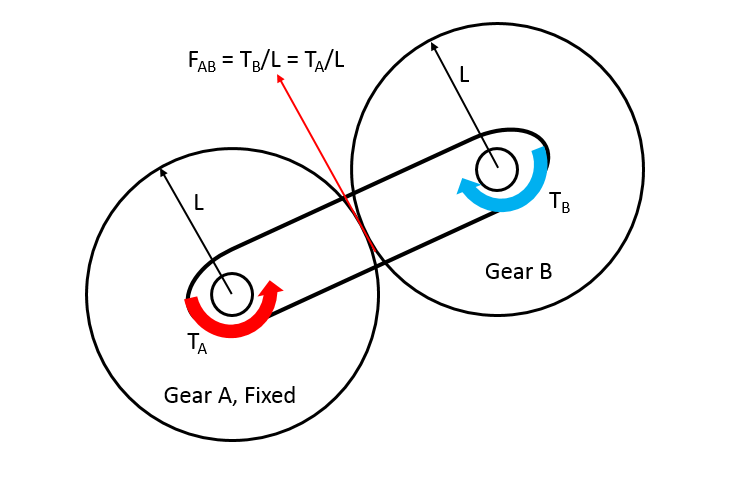 F_AB = T_B/L = T_A/L
L
L
T_B
Gear B
T_A
Gear A, Fixed